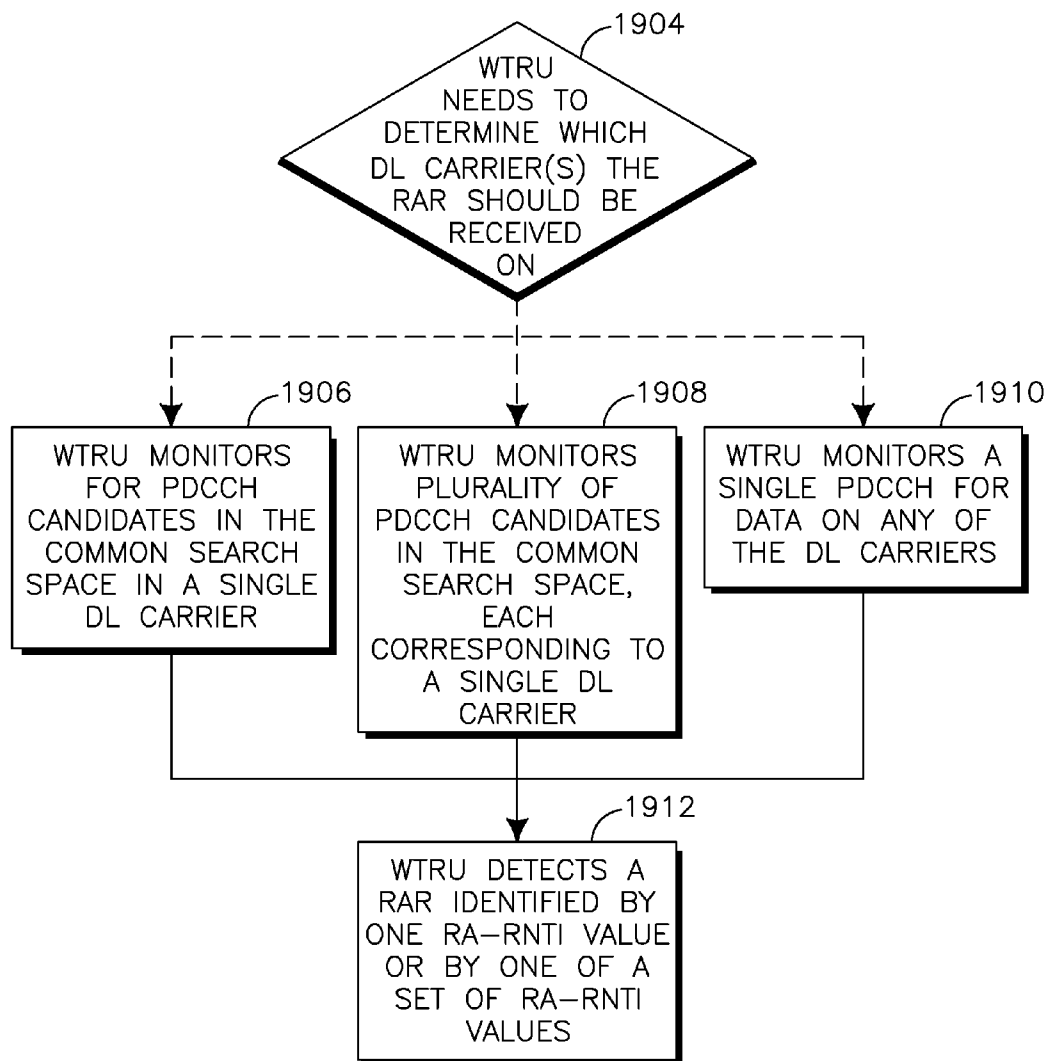 1904
WTRU
NEEDS TO
DETERMINE WHICH
DL CARRIER(S) THE
RAR SHOULD BE
RECEIVED
ON
1906
WTRU MONITORS
FOR PDCCH
CANDIDATES IN THE
COMMON SEARCH
SPACE IN A SINGLE
DL CARRIER
1908
WTRU MONITORS
PLURALITY OF
PDCCH CANDIDATES
IN THE COMMON
SEARCH SPACE,
EACH
CORRESPONDING TO
A SINGLE DL
CARRIER
1910
WTRU MONITORS A
SINGLE PDCCH FOR
DATA ON ANY OF
THE DL CARRIERS
1912
WTRU DETECTS A
RAR IDENTIFIED BY
ONE RA-RNTI VALUE
OR BY ONE OF A
SET OF RA-RNTI
VALUES